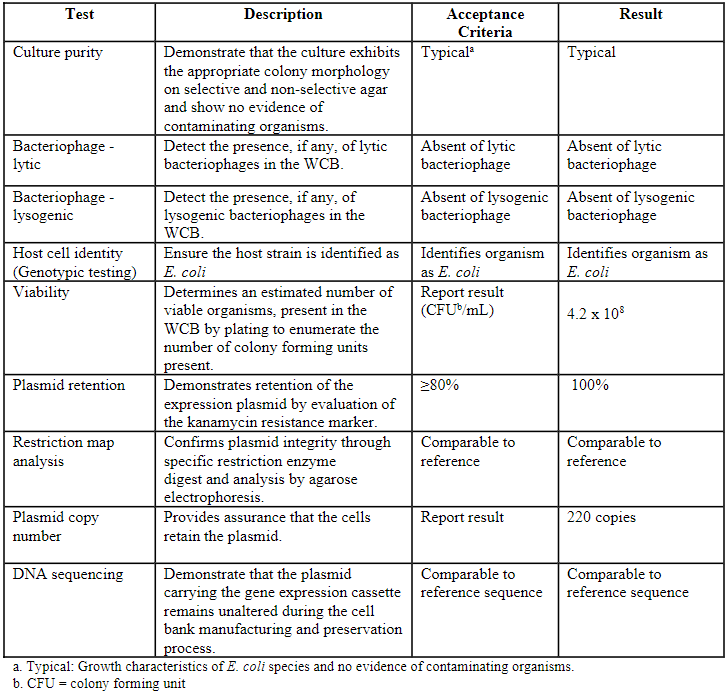 Test Description Acceptance Criteria Result
Culture purity
Demonstrate that the culture exhibits
the appropriate colony morphology
on selective and non-selective agar
and show no evidence of
contaminating organisms.
Typicalᵃ
Typical
Bacteriophage -
lytic
Detect the presence, if any, of lytic
bacteriophages in the WCB.
Absent of lytic
bacteriophage
Absent of lytic
bacteriophage
Bacteriophage -
lysogenic
Detect the presence, if any, of
lysogenic bacteriophages in the
WCB.
Absent of lysogenic
bacteriophage
Absent of lysogenic
bacteriophage
Host cell identity
(Genotypic testing)
Ensure the host strain is identified as
E. coli
Identifies organism
as E. coli
Identifies organism as
E. coli
Viability
Determines an estimated number of
viable organisms, present in the
WCB by plating to enumerate the
number of colony forming units
present.
Report result
(CFUᵇ/mL)
4.2 x 10⁸
Plasmid retention
Demonstrates retention of the
expression plasmid by evaluation of
the kanamycin resistance marker.
≥80%
100%
Restriction map
analysis
Confirms plasmid integrity through
specific restriction enzyme
digest and analysis by agarose
electrophoresis.
Comparable to
reference
Comparable to
reference
Plasmid copy
number
Provides assurance that the cells
retain the plasmid.
Report result
220 copies
DNA sequencing
Demonstrate that the plasmid
carrying the gene expression cassette
remains unaltered during the cell
bank manufacturing and preservation
process.
Comparable to
reference sequence
Comparable to
reference sequence
a. Typical: Growth characteristics of E. coli species and no evidence of contaminating organisms.
b. CFU = colony forming unit